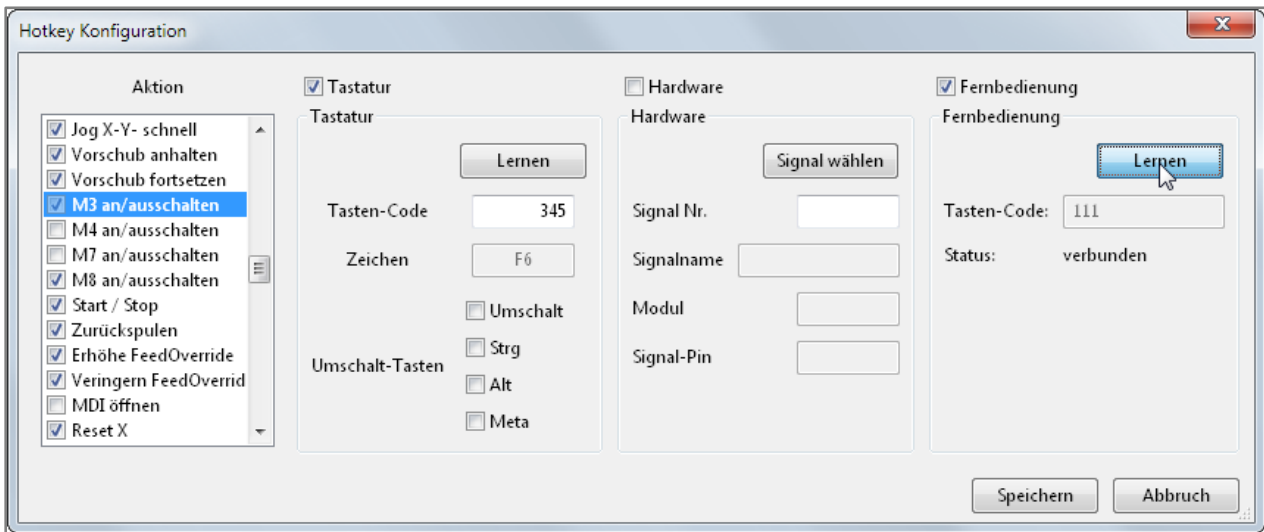 Hotkey Konfiguration
Aktion
Jog X-Y- schnell
Vorschub anhalten
Vorschub fortsetzen
M3 an/ausschalten
M4 an/ausschalten
M7 an/ausschalten
M8 an/ausschalten
Start / Stop
Zurückspulen
Erhöhe FeedOverride
Veringern FeedOverrid
MDI öffnen
Reset X
Tastatur
Tastatur
Lernen
Tasten-Code 345
Zeichen F6
Umschalt-Tasten
Umschalt
Strg
Alt
Meta
Hardware
Hardware
Signal wählen
Signal Nr.
Signalname
Modul
Signal-Pin
Fernbedienung
Fernbedienung
Lernen
Tasten-Code: 111
Status: verbunden
Speichern Abbruch